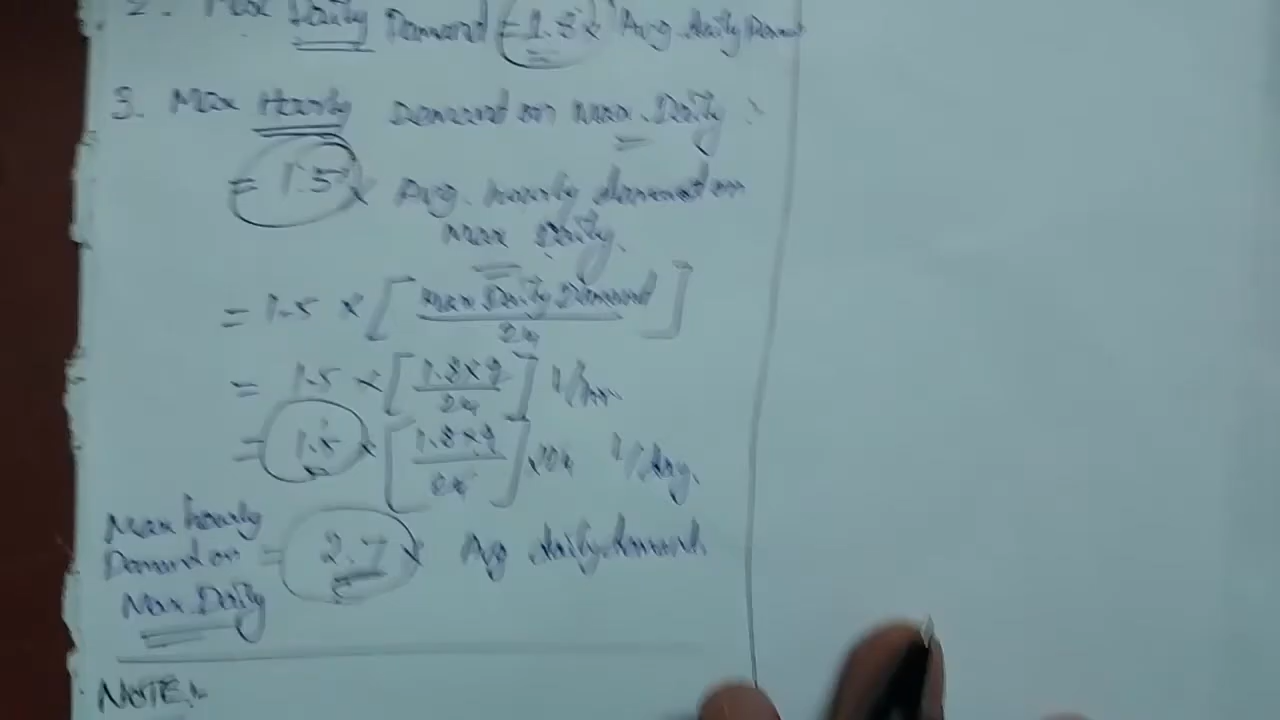 2. Max Daily Demand = 1.8 x Avg. daily Demand
3. Max Hourly Demand on Max. Daily :
= 1.5 x Avg. hourly demand on
Max Daily.
= 1.5 x [ Max Daily Demand / 24 ]
= 1.5 x [ 1.8 x q / 24 ] l/hr.
= 1.5 x [ 1.8 x q / 24 ] x 24 l/day.
Max hourly
Demand on
Max. Daily
= 2.7 x Avg daily demand.
NOTE:-